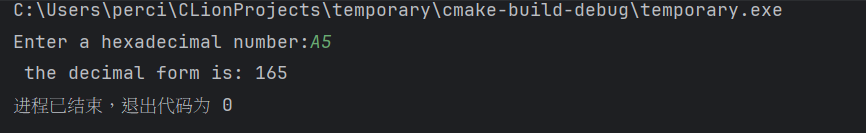 C:\Users\perci\CLionProjects\temporary\cmake-build-debug\temporary.exe
Enter a hexadecimal number:A5
 the decimal form is: 165
进程已结束，退出代码为 0